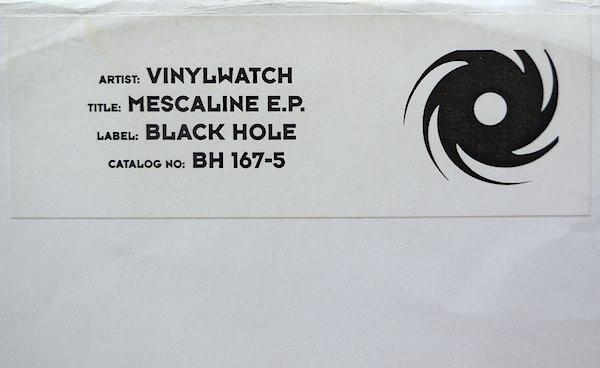 ARTIST: VINYLWATCH
TITLE: MESCALINE E.P.
LABEL: BLACK HOLE
CATALOG NO: BH 167-5